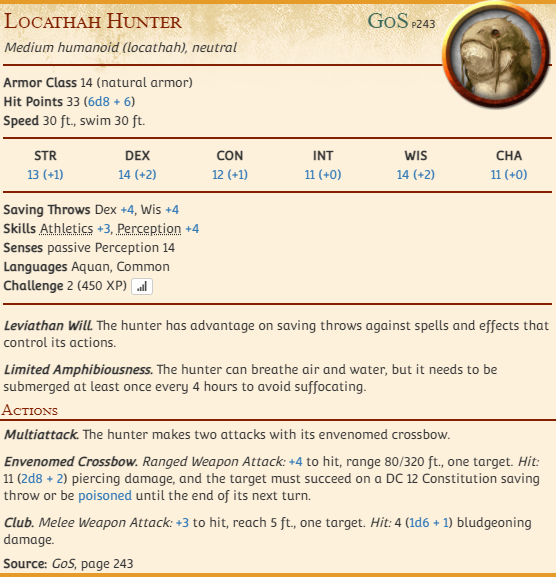 Locathah Hunter
GoS P243
Medium humanoid (locathah), neutral
Armor Class 14 (natural armor)
Hit Points 33 (6d8 + 6)
Speed 30 ft., swim 30 ft.
STR DEX CON INT WIS CHA
13 (+1) 14 (+2) 12 (+1) 11 (+0) 14 (+2) 11 (+0)
Saving Throws Dex +4, Wis +4
Skills Athletics +3, Perception +4
Senses passive Perception 14
Languages Aquan, Common
Challenge 2 (450 XP)
Leviathan Will. The hunter has advantage on saving throws against spells and effects that
control its actions.
Limited Amphibiousness. The hunter can breathe air and water, but it needs to be
submerged at least once every 4 hours to avoid suffocating.
Actions
Multiattack. The hunter makes two attacks with its envenomed crossbow.
Envenomed Crossbow. Ranged Weapon Attack: +4 to hit, range 80/320 ft., one target. Hit:
11 (2d8 + 2) piercing damage, and the target must succeed on a DC 12 Constitution saving
throw or be poisoned until the end of its next turn.
Club. Melee Weapon Attack: +3 to hit, reach 5 ft., one target. Hit: 4 (1d6 + 1) bludgeoning
damage.
Source: GoS, page 243